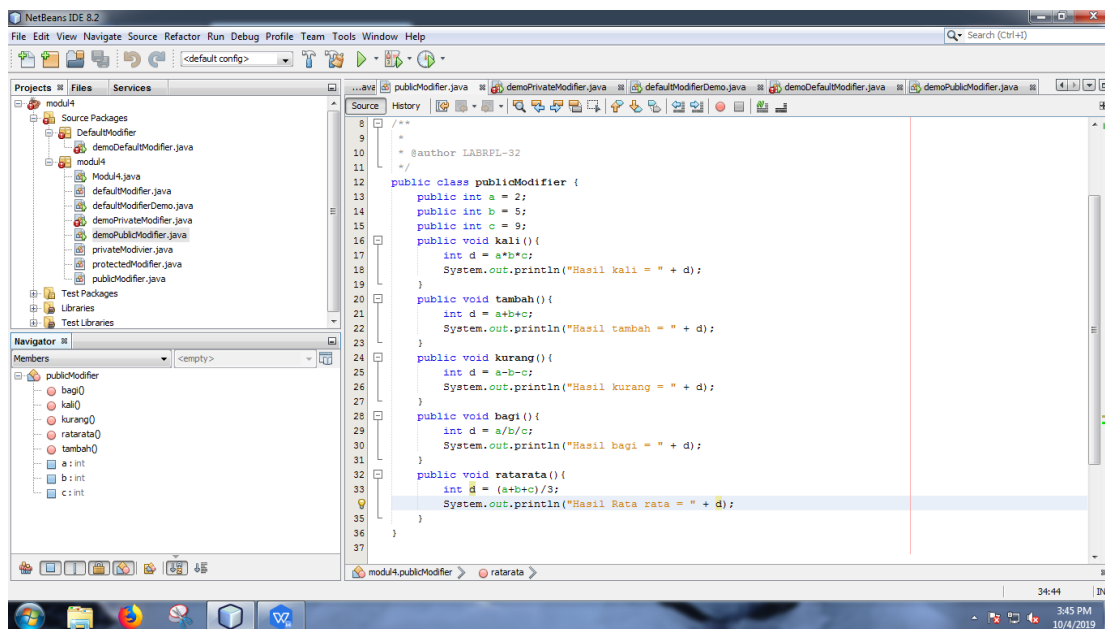 NetBeans IDE 8.2
File Edit View Navigate Source Refactor Run Debug Profile Team Tools Window Help
Search (Ctrl+I)
<default config>
Projects Files Services
modul4
Source Packages
DefaultModifier
demoDefaultModifier.java
modul4
Modul4.java
defaultModifier.java
defaultModifierDemo.java
demoPrivateModifier.java
demoPublicModifier.java
privateModivier.java
protectedModifier.java
publicModifier.java
Test Packages
Libraries
Test Libraries
Navigator
Members <empty>
publicModifier
bagi()
kali()
kurang()
ratarata()
tambah()
a : int
b : int
c : int
...ava publicModifier.java demoPrivateModifier.java defaultModifierDemo.java demoDefaultModifier.java demoPublicModifier.java
Source History
8 /**
9 *
10 * @author LABRPL-32
11 */
12 public class publicModifier {
13 public int a = 2;
14 public int b = 5;
15 public int c = 9;
16 public void kali(){
17 int d = a*b*c;
18 System.out.println("Hasil kali = " + d);
19 }
20 public void tambah(){
21 int d = a+b+c;
22 System.out.println("Hasil tambah = " + d);
23 }
24 public void kurang(){
25 int d = a-b-c;
26 System.out.println("Hasil kurang = " + d);
27 }
28 public void bagi(){
29 int d = a/b/c;
30 System.out.println("Hasil bagi = " + d);
31 }
32 public void ratarata(){
33 int d = (a+b+c)/3;
System.out.println("Hasil Rata rata = " + d);
35 }
36 }
37
modul4.publicModifier ratarata
34:44 IN
3:45 PM
10/4/2019